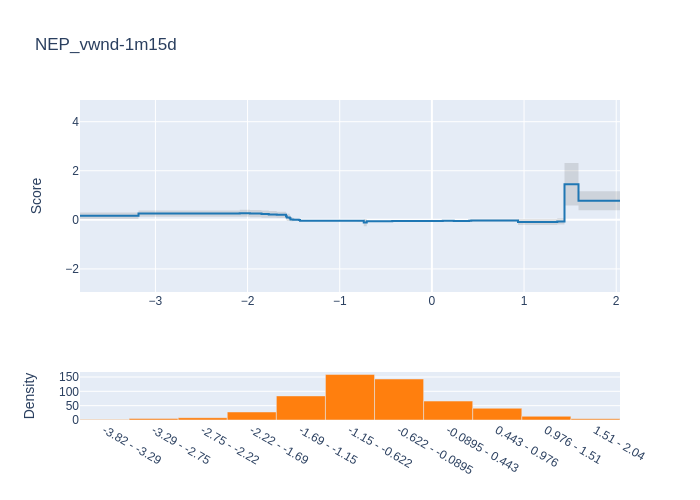 NEP_vwnd-1m15d
Score
4
2
0
−2
−3
−2
−1
0
1
2
Density
150
100
50
0
-3.82 - -3.29
-3.29 - -2.75
-2.75 - -2.22
-2.22 - -1.69
-1.69 - -1.15
-1.15 - -0.622
-0.622 - -0.0895
-0.0895 - 0.443
0.443 - 0.976
0.976 - 1.51
1.51 - 2.04